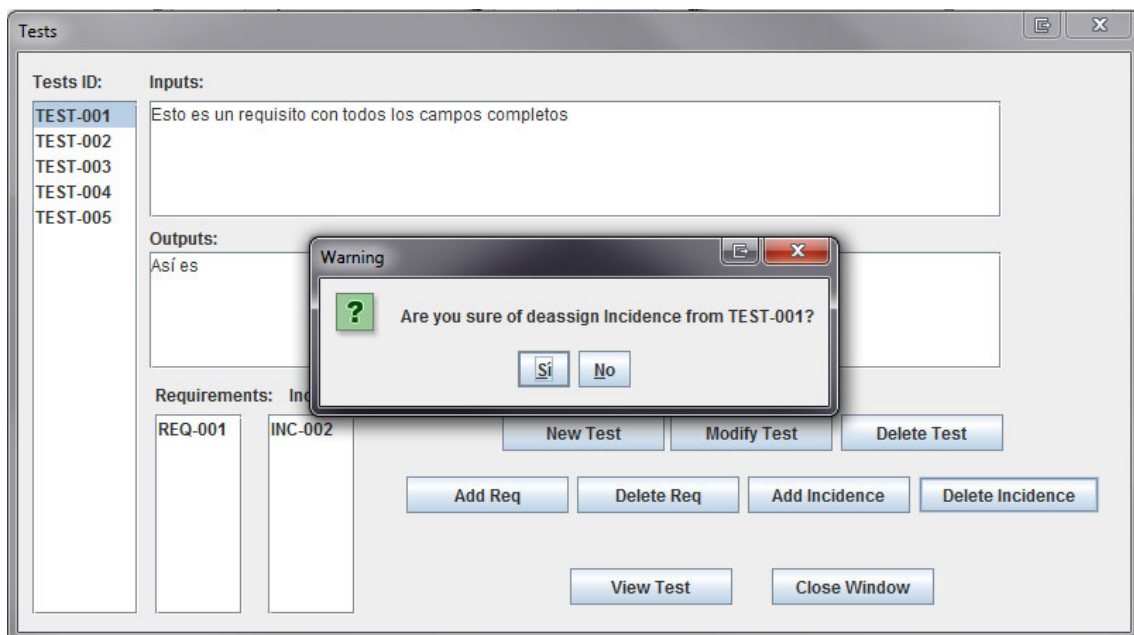 Tests
Tests ID: Inputs:
TEST-001
TEST-002
TEST-003
TEST-004
TEST-005
Esto es un requisito con todos los campos completos
Outputs:
Así es
Warning
Are you sure of deassign Incidence from TEST-001?
Sí No
Requirements:
REQ-001 INC-002
New Test Modify Test Delete Test
Add Req Delete Req Add Incidence Delete Incidence
View Test Close Window